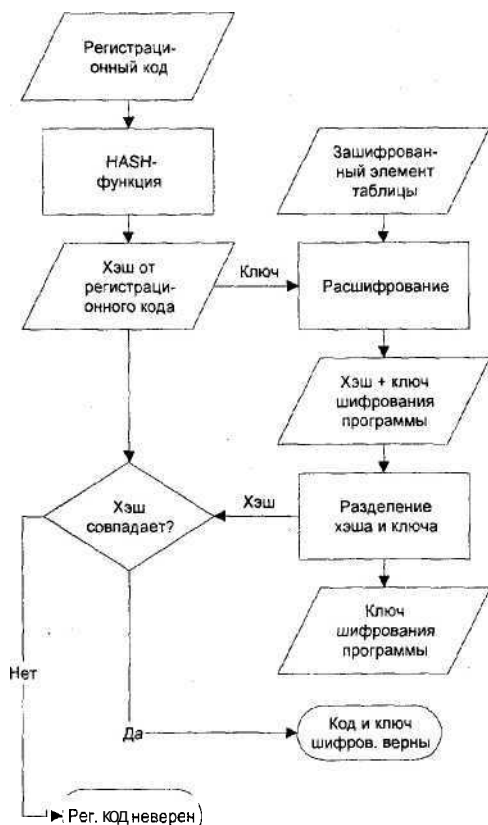 Регистраци-
онный код
HASH-
функция
Зашифрован-
ный элемент
таблицы
Хэш от
регистраци-
онного кода
Ключ
Расшифрование
Хэш + ключ
шифрования
программы
Хэш
совпадает?
Хэш
Разделение
хэша и ключа
Ключ
шифрования
программы
Нет
Да
Код и ключ
шифров. верны
Рег. код неверен